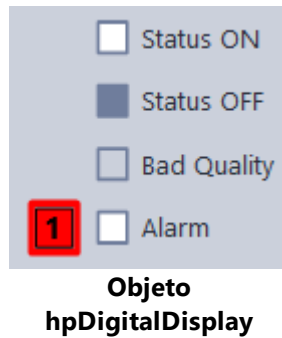 Status ON
Status OFF
Bad Quality
1 Alarm
Objeto
hpDigitalDisplay